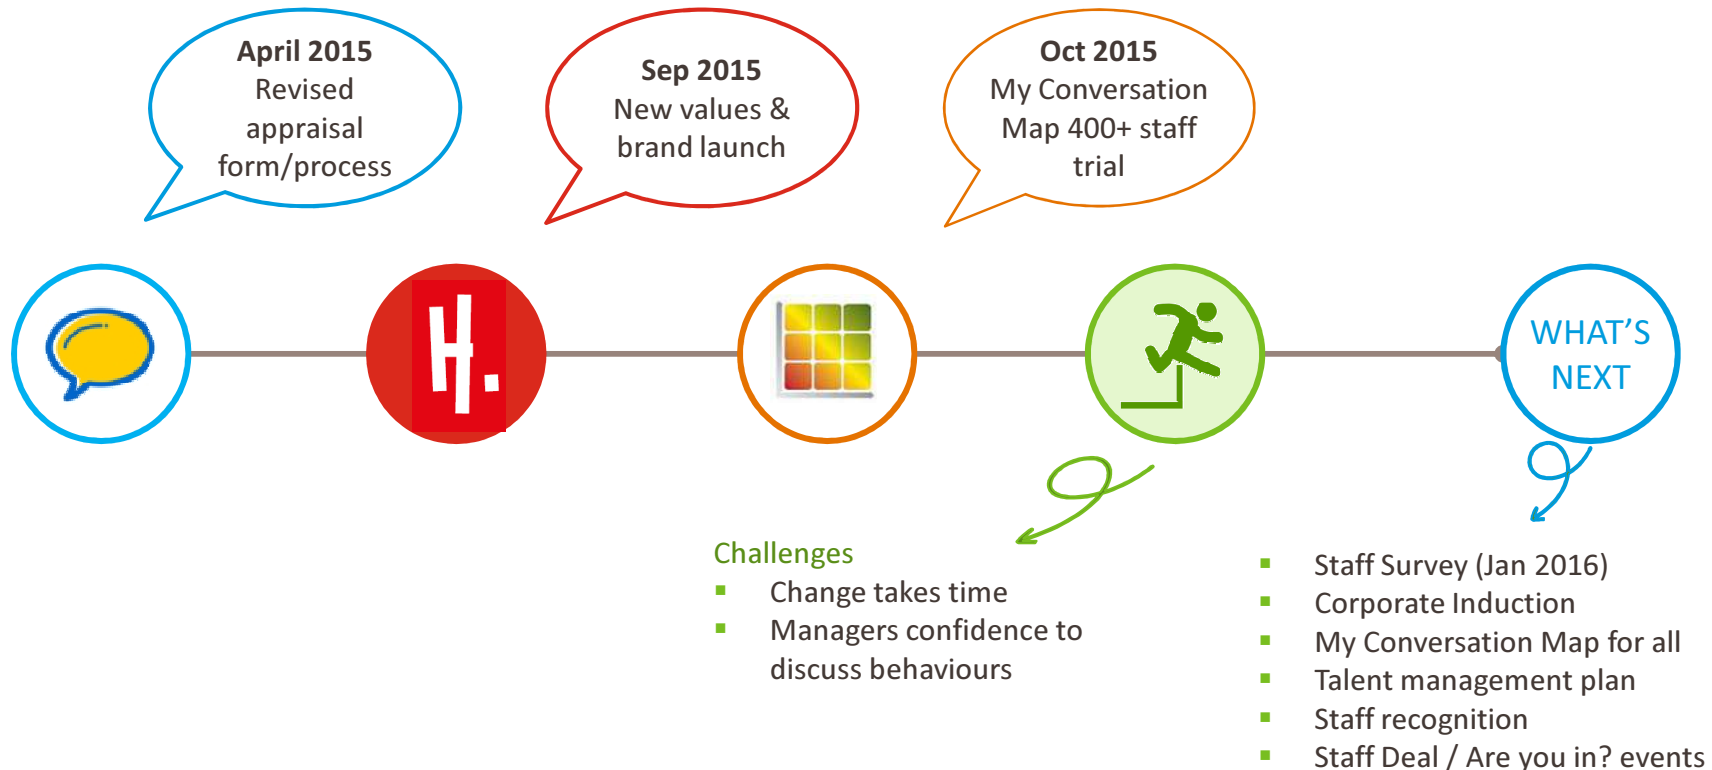 April 2015
Revised
appraisal
form/process
Sep 2015
New values &
brand launch
Oct 2015
My Conversation
Map 400+ staff
trial
H.
WHAT'S
NEXT
Challenges
▪ Change takes time
▪ Managers confidence to
discuss behaviours
▪ Staff Survey (Jan 2016)
▪ Corporate Induction
▪ My Conversation Map for all
▪ Talent management plan
▪ Staff recognition
▪ Staff Deal / Are you in? events